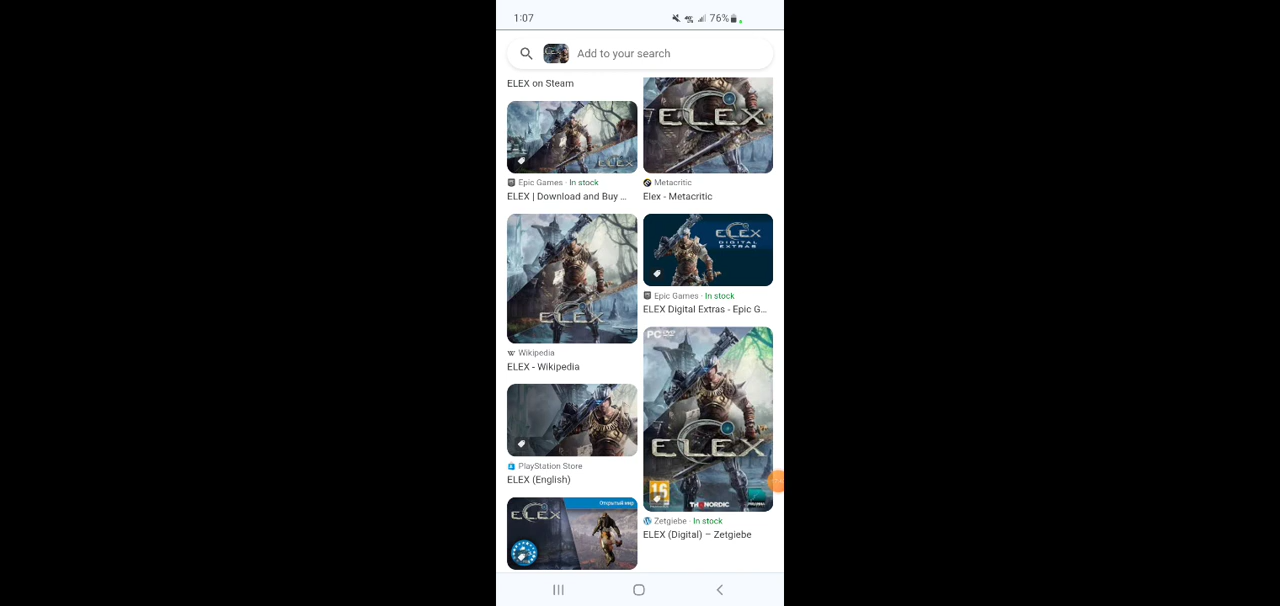 1:07
76%
Add to your search
ELEX on Steam
ELEX
Epic Games · In stock
ELEX | Download and Buy ...
ELEX
Wikipedia
ELEX - Wikipedia
PlayStation Store
ELEX (English)
ELEX
Открытый мир
ELEX
Metacritic
Elex - Metacritic
ELEX
DIGITAL
EXTRAS
Epic Games · In stock
ELEX Digital Extras - Epic G...
PC DVD
ELEX
16
THQ NORDIC
Zetgiebe · In stock
ELEX (Digital) – Zetgiebe